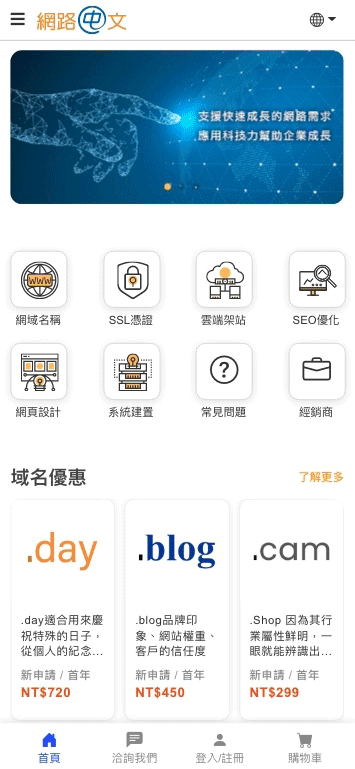 網路中文
支援快速成長的網路需求
應用科技力幫助企業成長
WWW
網域名稱
SSL憑證
雲端架站
SEO優化
網頁設計
系統建置
常見問題
經銷商
域名優惠
了解更多
.day
.day適合用來慶
祝特殊的日子，
從個人的紀念...
新申請 / 首年
NT$720
.blog
.blog品牌印
象、網站權重、
客戶的信任度
新申請 / 首年
NT$450
.cam
.Shop 因為其行
業屬性鮮明，一
眼就能辨識出...
新申請 / 首年
NT$299
首頁
洽詢我們
登入/註冊
購物車